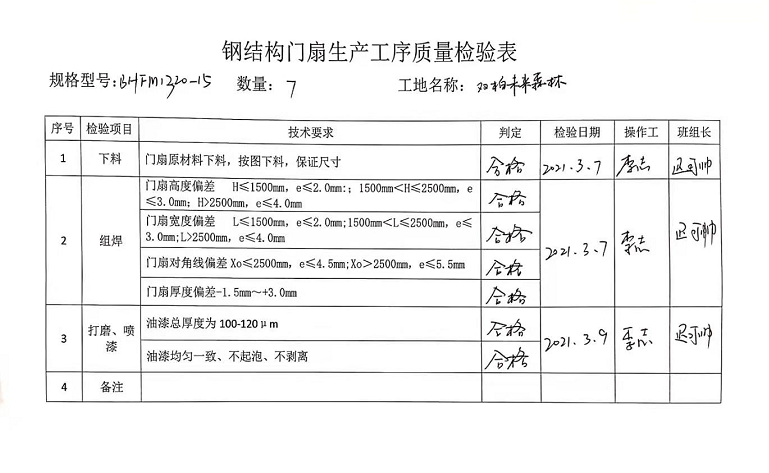 钢结构门扇生产工序质量检验表
规格型号:BHFM1320-15 数量:7 工地名称:双柏未来森林
序号 检验项目 技术要求 判定 检验日期 操作工 班组长
1 下料 门扇原材料下料，按图下料，保证尺寸 合格 2021.3.7 李志 迟可帅
2 组焊 门扇高度偏差 H≤1500mm，e≤2.0mm:；1500mm<H≤2500mm，e
≤3.0mm；H>2500mm，e≤4.0mm 合格
门扇宽度偏差 L≤1500mm，e≤2.0mm;1500mm<L≤2500mm，e≤
3.0mm;L>2500mm，e≤4.0mm 合格 2021.3.7 李志 迟可帅
门扇对角线偏差Xo≤2500mm，e≤4.5mm;Xo>2500mm，e≤5.5mm 合格
门扇厚度偏差-1.5mm～+3.0mm 合格
3 打磨、喷
漆 油漆总厚度为 100-120μm 合格 2021.3.9 李志 迟可帅
油漆均匀一致、不起泡、不剥离 合格
4 备注